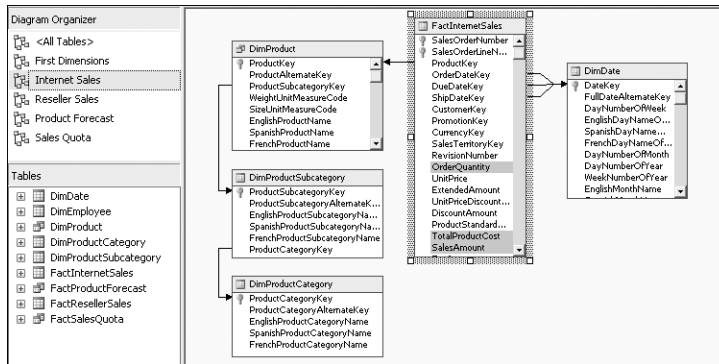 Diagram Organizer
<All Tables>
First Dimensions
Internet Sales
Reseller Sales
Product Forecast
Sales Quota
Tables
DimDate
DimEmployee
DimProduct
DimProductCategory
DimProductSubcategory
FactInternetSales
FactProductForecast
FactResellerSales
FactSalesQuota
DimProduct
ProductKey
ProductAlternateKey
ProductSubcategoryKey
WeightUnitMeasureCode
SizeUnitMeasureCode
EnglishProductName
SpanishProductName
FrenchProductName
DimProductSubcategory
ProductSubcategoryKey
ProductSubcategoryAlternateK...
EnglishProductSubcategoryNa...
SpanishProductSubcategoryNa...
FrenchProductSubcategoryName
ProductCategoryKey
DimProductCategory
ProductCategoryKey
ProductCategoryAlternateKey
EnglishProductCategoryName
SpanishProductCategoryName
FrenchProductCategoryName
FactInternetSales
SalesOrderNumber
SalesOrderLineN...
ProductKey
OrderDateKey
DueDateKey
ShipDateKey
CustomerKey
PromotionKey
CurrencyKey
SalesTerritoryKey
RevisionNumber
OrderQuantity
UnitPrice
ExtendedAmount
UnitPriceDiscount...
DiscountAmount
ProductStandard...
TotalProductCost
SalesAmount
DimDate
DateKey
FullDateAlternateKey
DayNumberOfWeek
EnglishDayNameO...
SpanishDayName...
FrenchDayNameOf...
DayNumberOfMonth
DayNumberOfYear
WeekNumberOfYear
EnglishMonthName